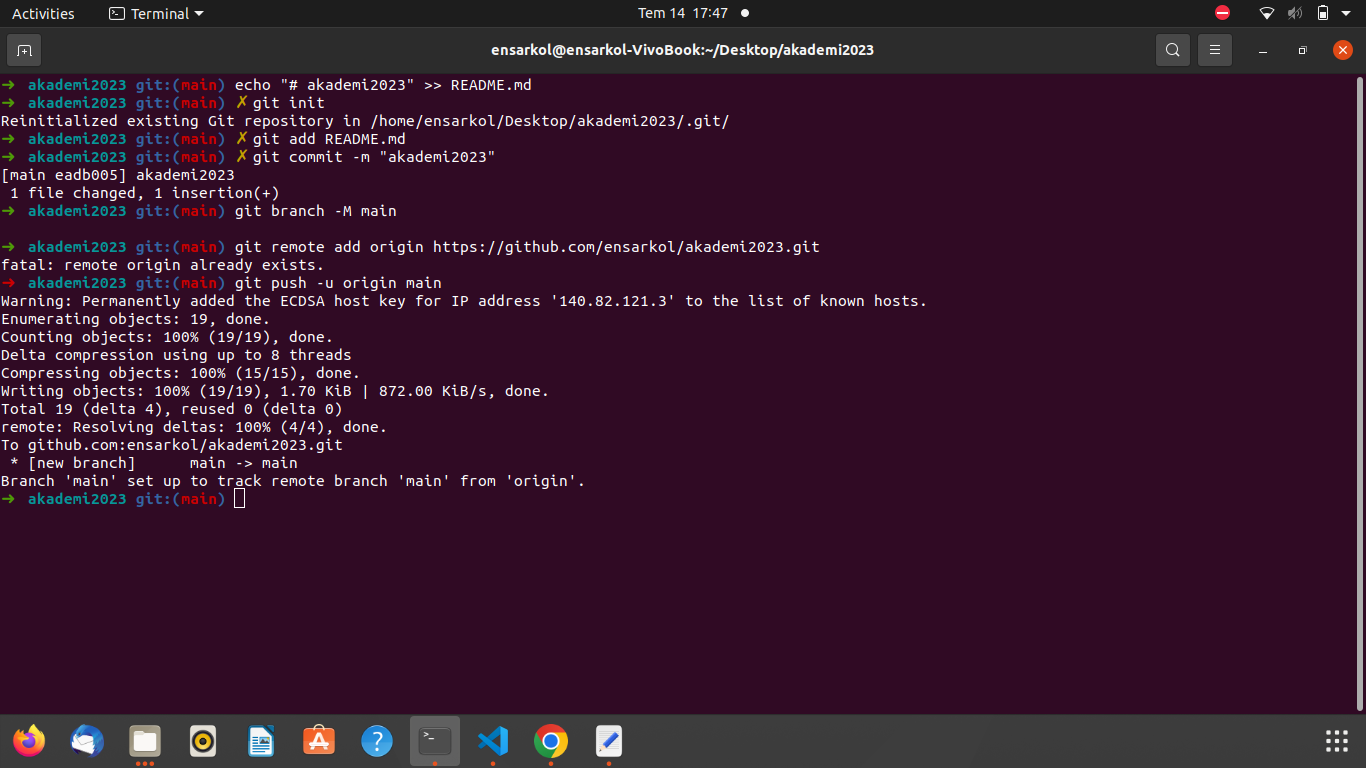 Activities
Terminal
Tem 14 17:47
ensarkol@ensarkol-VivoBook:~/Desktop/akademi2023
➜ akademi2023 git:(main) echo "# akademi2023" >> README.md
➜ akademi2023 git:(main) ✗ git init
Reinitialized existing Git repository in /home/ensarkol/Desktop/akademi2023/.git/
➜ akademi2023 git:(main) ✗ git add README.md
➜ akademi2023 git:(main) ✗ git commit -m "akademi2023"
[main eadb005] akademi2023
 1 file changed, 1 insertion(+)
➜ akademi2023 git:(main) git branch -M main
➜ akademi2023 git:(main) git remote add origin https://github.com/ensarkol/akademi2023.git
fatal: remote origin already exists.
➜ akademi2023 git:(main) git push -u origin main
Warning: Permanently added the ECDSA host key for IP address '140.82.121.3' to the list of known hosts.
Enumerating objects: 19, done.
Counting objects: 100% (19/19), done.
Delta compression using up to 8 threads
Compressing objects: 100% (15/15), done.
Writing objects: 100% (19/19), 1.70 KiB | 872.00 KiB/s, done.
Total 19 (delta 4), reused 0 (delta 0)
remote: Resolving deltas: 100% (4/4), done.
To github.com:ensarkol/akademi2023.git
 * [new branch]      main -> main
Branch 'main' set up to track remote branch 'main' from 'origin'.
➜ akademi2023 git:(main)